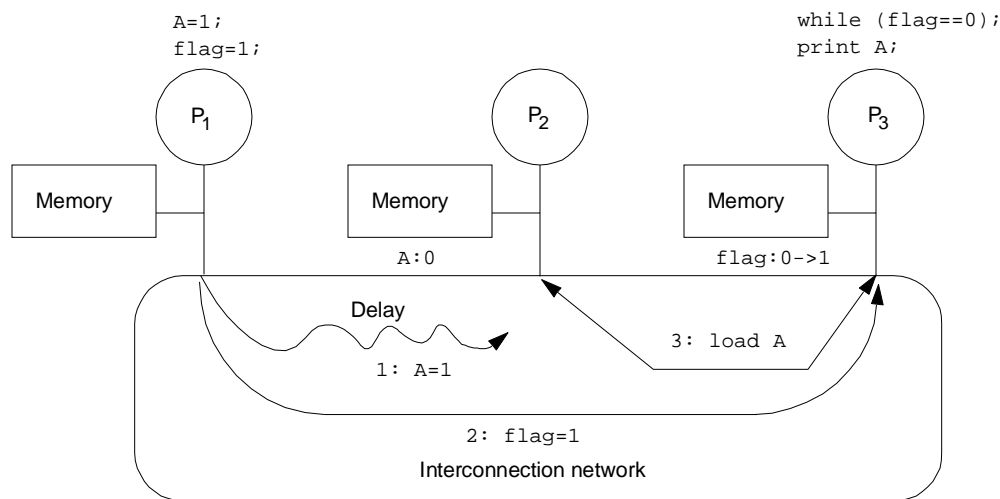 A=1;
flag=1;
while (flag==0);
print A;
P1
P2
P3
Memory
Memory
Memory
A:0
flag:0->1
Delay
3: load A
1: A=1
2: flag=1
Interconnection network